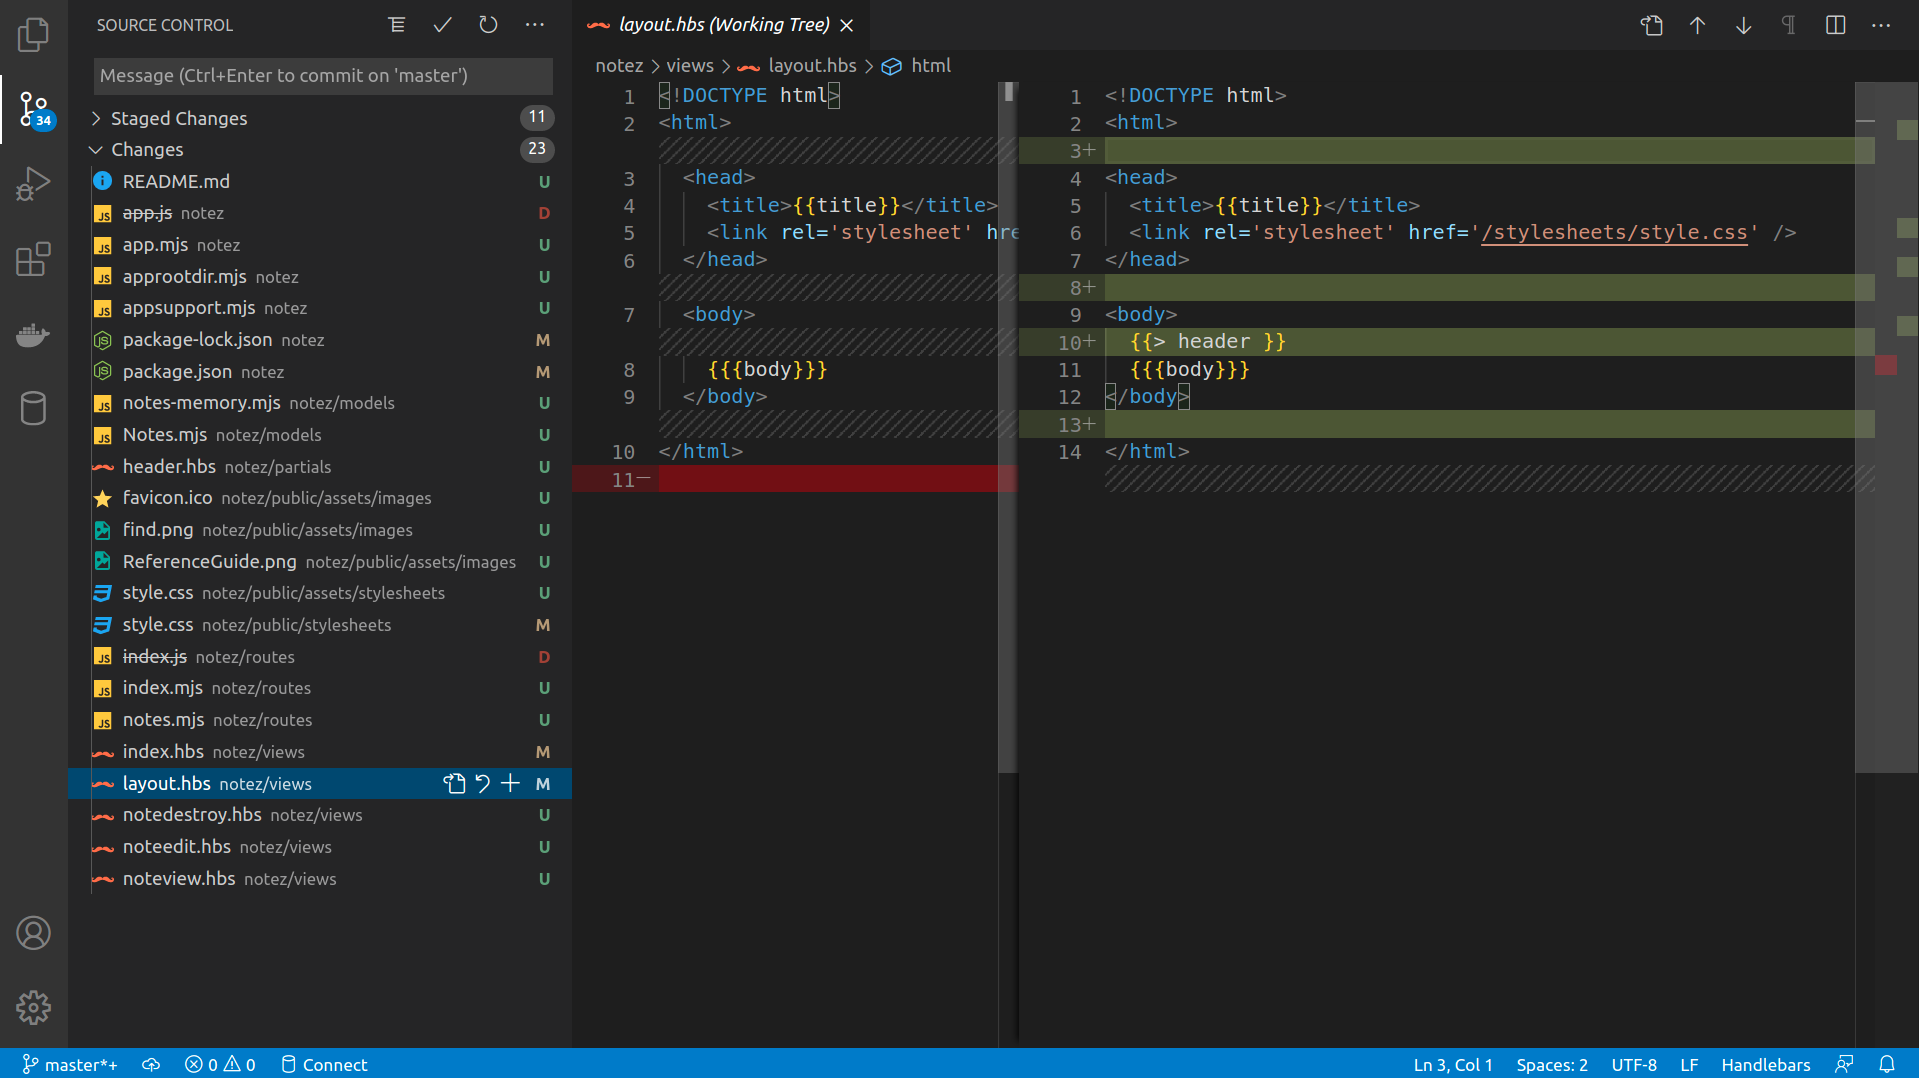 SOURCE CONTROL
Message (Ctrl+Enter to commit on 'master')
34
Staged Changes 11
Changes 23
README.md U
app.js notez D
app.mjs notez U
approotdir.mjs notez U
appsupport.mjs notez U
package-lock.json notez M
package.json notez M
notes-memory.mjs notez/models U
Notes.mjs notez/models U
header.hbs notez/partials U
favicon.ico notez/public/assets/images U
find.png notez/public/assets/images U
ReferenceGuide.png notez/public/assets/images U
style.css notez/public/assets/stylesheets U
style.css notez/public/stylesheets M
index.js notez/routes D
index.mjs notez/routes U
notes.mjs notez/routes U
index.hbs notez/views M
layout.hbs notez/views M
notedestroy.hbs notez/views U
noteedit.hbs notez/views U
noteview.hbs notez/views U
layout.hbs (Working Tree)
notez > views > layout.hbs > html
1 <!DOCTYPE html>
2 <html>
3 <head>
4 <title>{{title}}</title>
5 <link rel='stylesheet' hre
6 </head>
7 <body>
8 {{{body}}}
9 </body>
10 </html>
11−
1 <!DOCTYPE html>
2 <html>
3+
4 <head>
5 <title>{{title}}</title>
6 <link rel='stylesheet' href='/stylesheets/style.css' />
7 </head>
8+
9 <body>
10+ {{> header }}
11 {{{body}}}
12 </body>
13+
14 </html>
master*+ 0 0 Connect Ln 3, Col 1 Spaces: 2 UTF-8 LF Handlebars